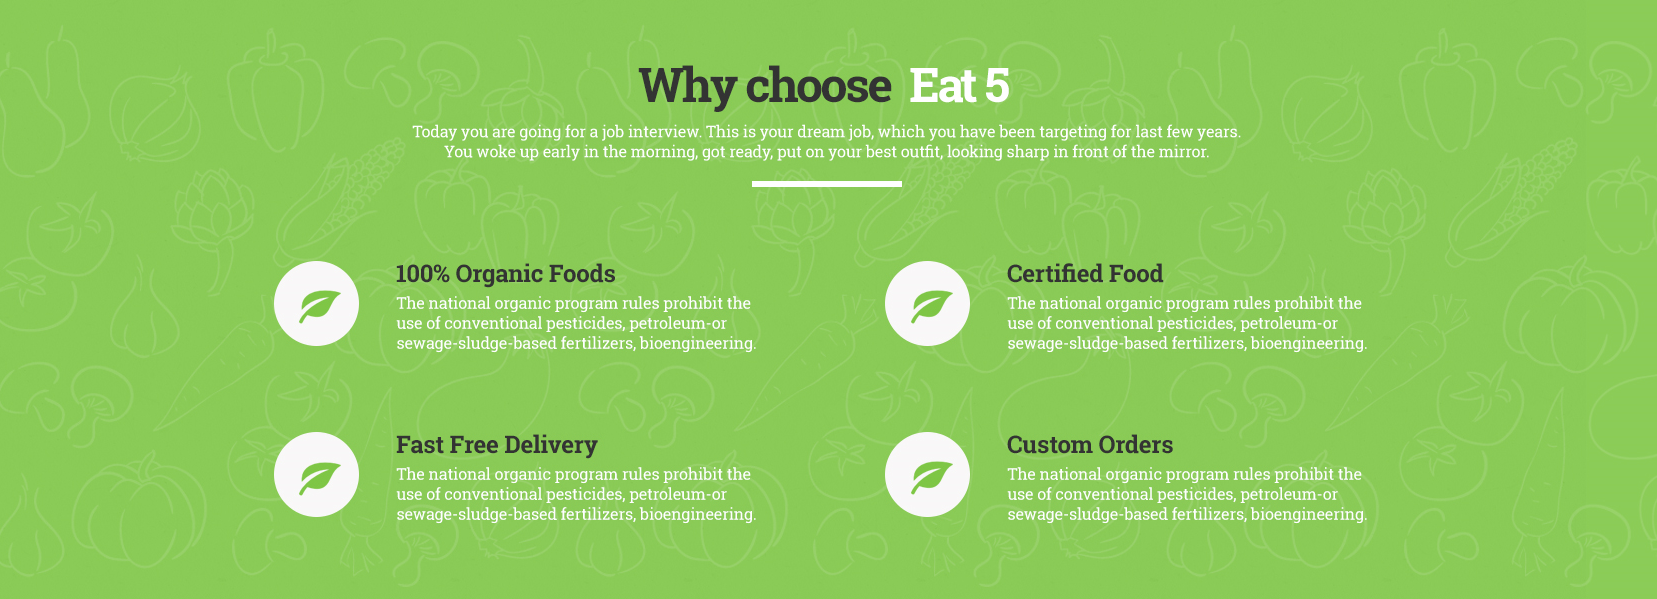 Why choose Eat 5
Today you are going for a job interview. This is your dream job, which you have been targeting for last few years.
You woke up early in the morning, got ready, put on your best outfit, looking sharp in front of the mirror.
100% Organic Foods
The national organic program rules prohibit the
use of conventional pesticides, petroleum-or
sewage-sludge-based fertilizers, bioengineering.
Certified Food
The national organic program rules prohibit the
use of conventional pesticides, petroleum-or
sewage-sludge-based fertilizers, bioengineering.
Fast Free Delivery
The national organic program rules prohibit the
use of conventional pesticides, petroleum-or
sewage-sludge-based fertilizers, bioengineering.
Custom Orders
The national organic program rules prohibit the
use of conventional pesticides, petroleum-or
sewage-sludge-based fertilizers, bioengineering.